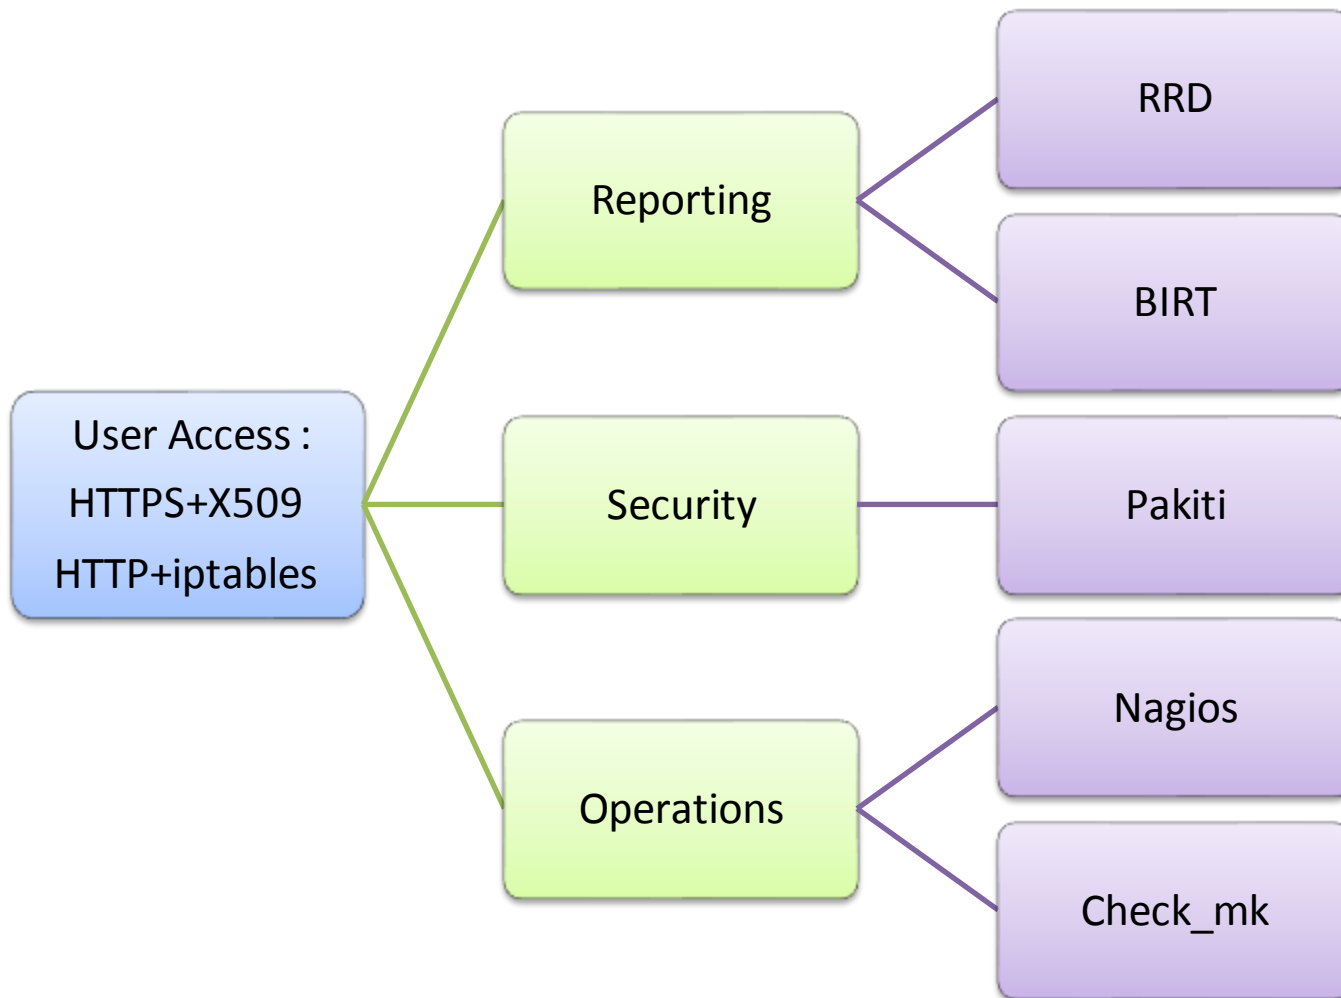 User Access :
HTTPS+X509
HTTP+iptables
Reporting
Security
Operations
RRD
BIRT
Pakiti
Nagios
Check_mk